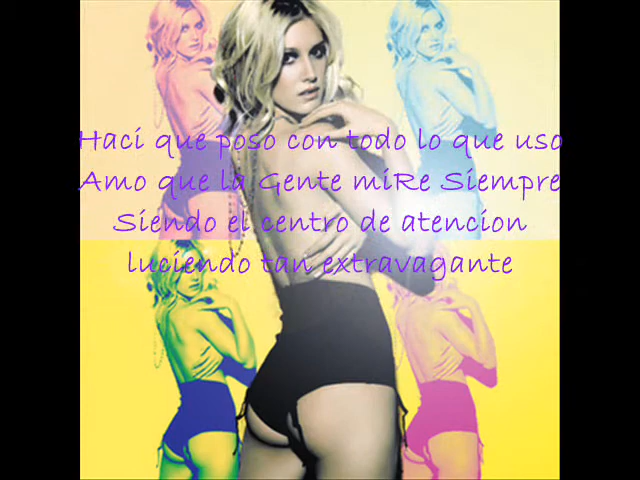 Haci que poso con todo lo que uso
Amo que la Gente miRe Siempre
Siendo el centro de atencion
luciendo tan extravagante